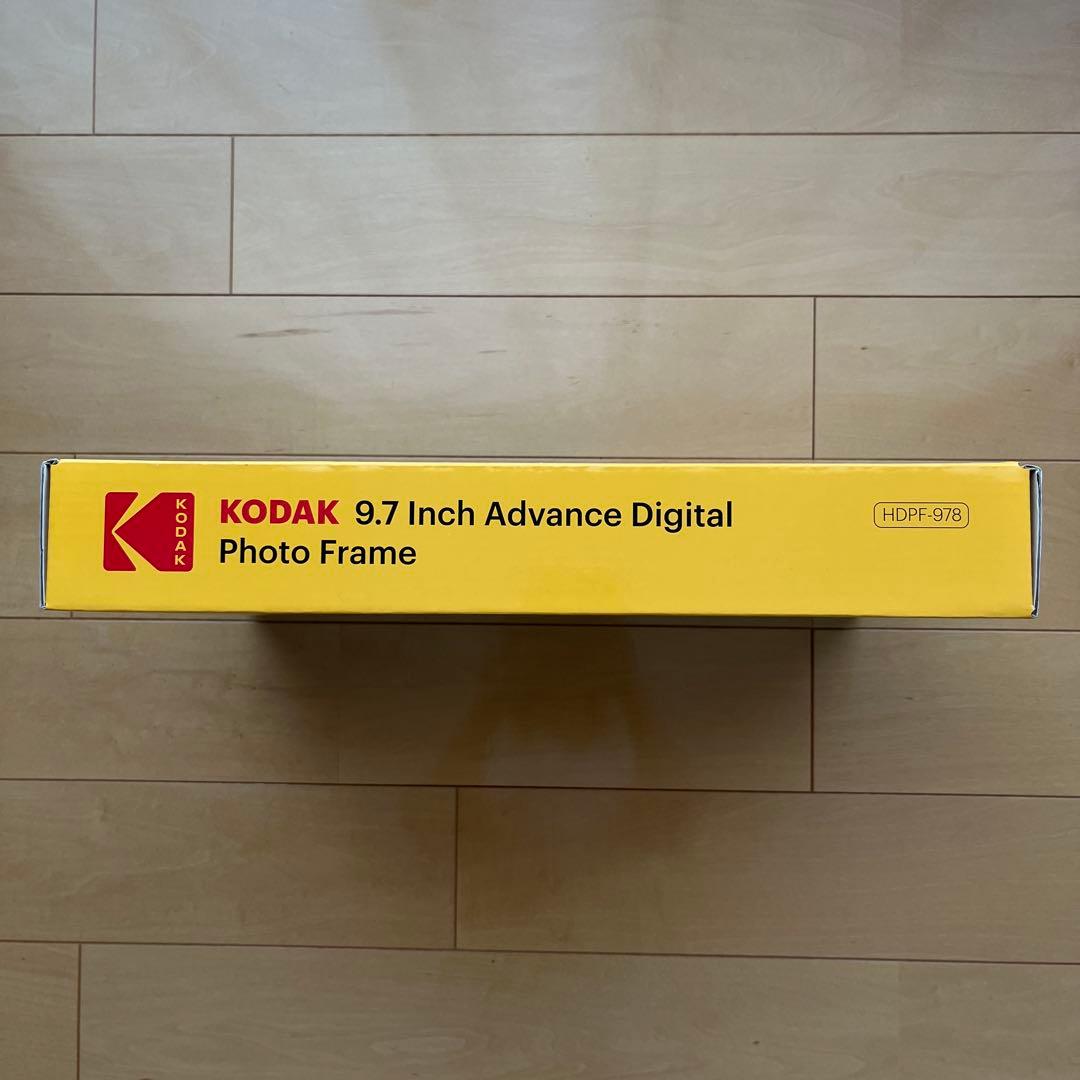 KODAK
KODAK 9.7 Inch Advance Digital
Photo Frame
HDPF-978